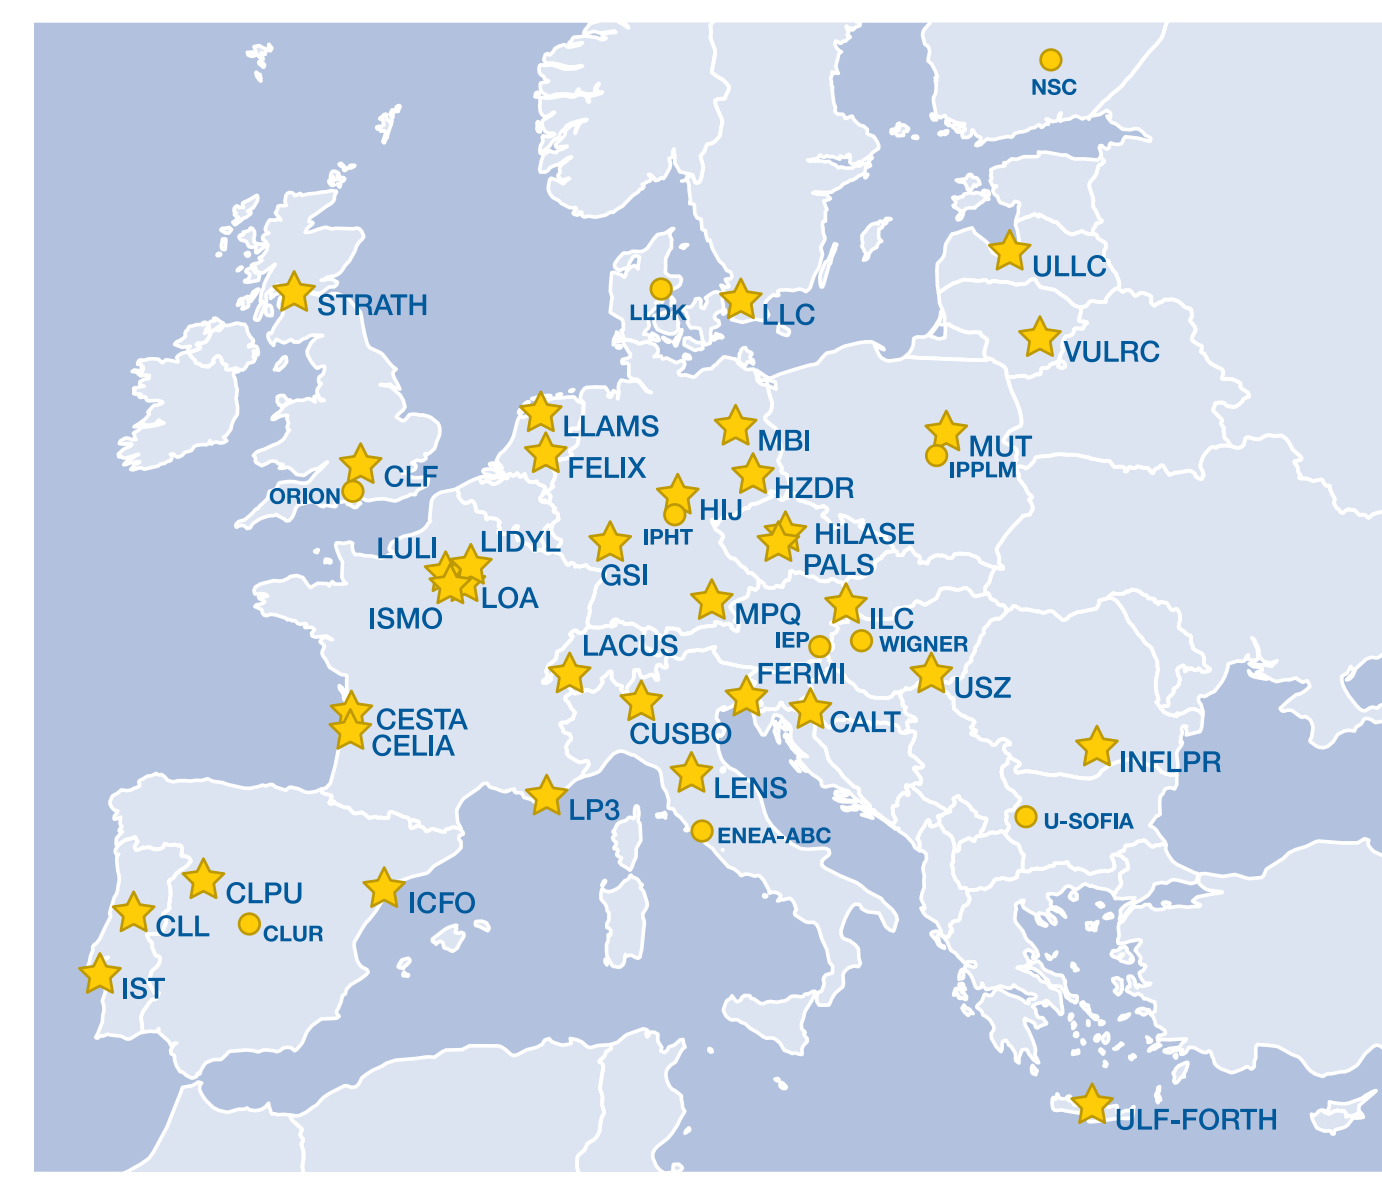 NSC
ULLC
STRATH
LLDK
LLC
VULRC
LLAMS
MBI
MUT
FELIX
IPPLM
CLF
HZDR
ORION
HIJ
IPHT
HiLASE
LULI
LIDYL
PALS
GSI
LOA
ISMO
MPQ
ILC
IEP
WIGNER
LACUS
FERMI
USZ
CESTA
CALT
CUSBO
CELIA
INFLPR
LENS
LP3
U-SOFIA
ENEA-ABC
CLPU
ICFO
CLL
CLUR
IST
ULF-FORTH